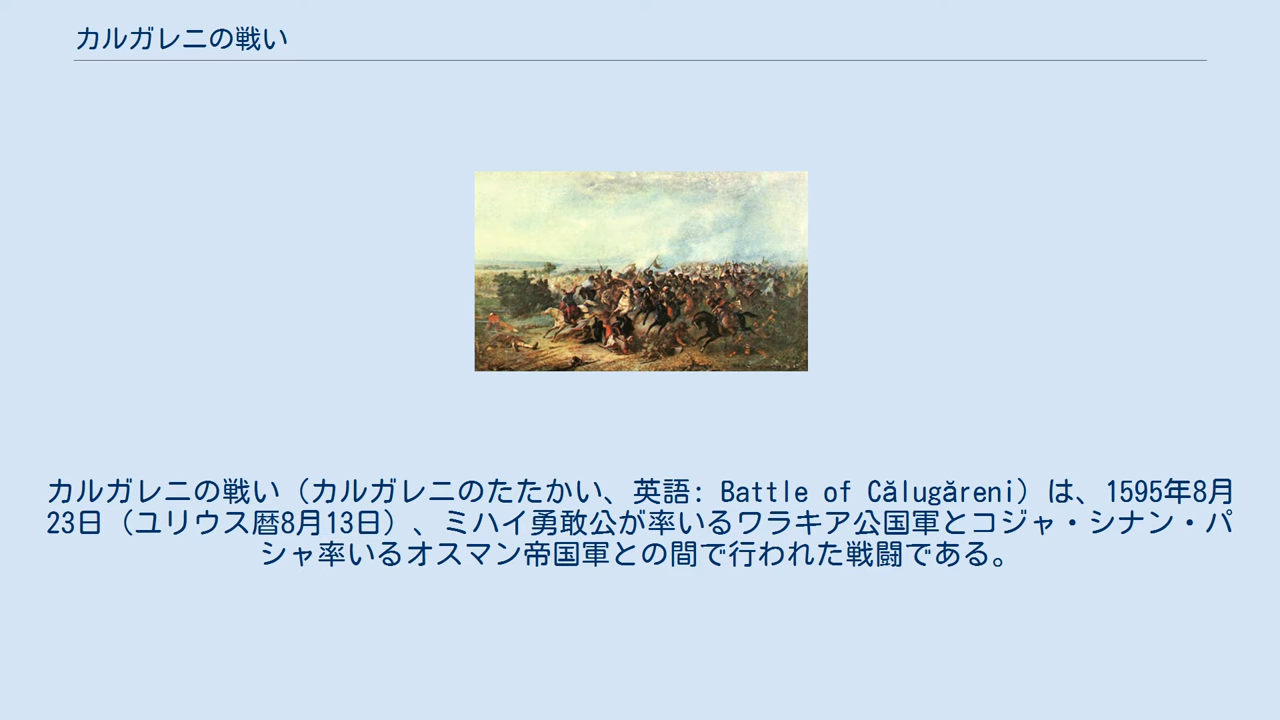 カルガレニの戦い
カルガレニの戦い（カルガレニのたたかい、英語: Battle of Călugăreni）は、1595年8月
23日（ユリウス暦8月13日）、ミハイ勇敢公が率いるワラキア公国軍とコジャ・シナン・パ
シャ率いるオスマン帝国軍との間で行われた戦闘である。